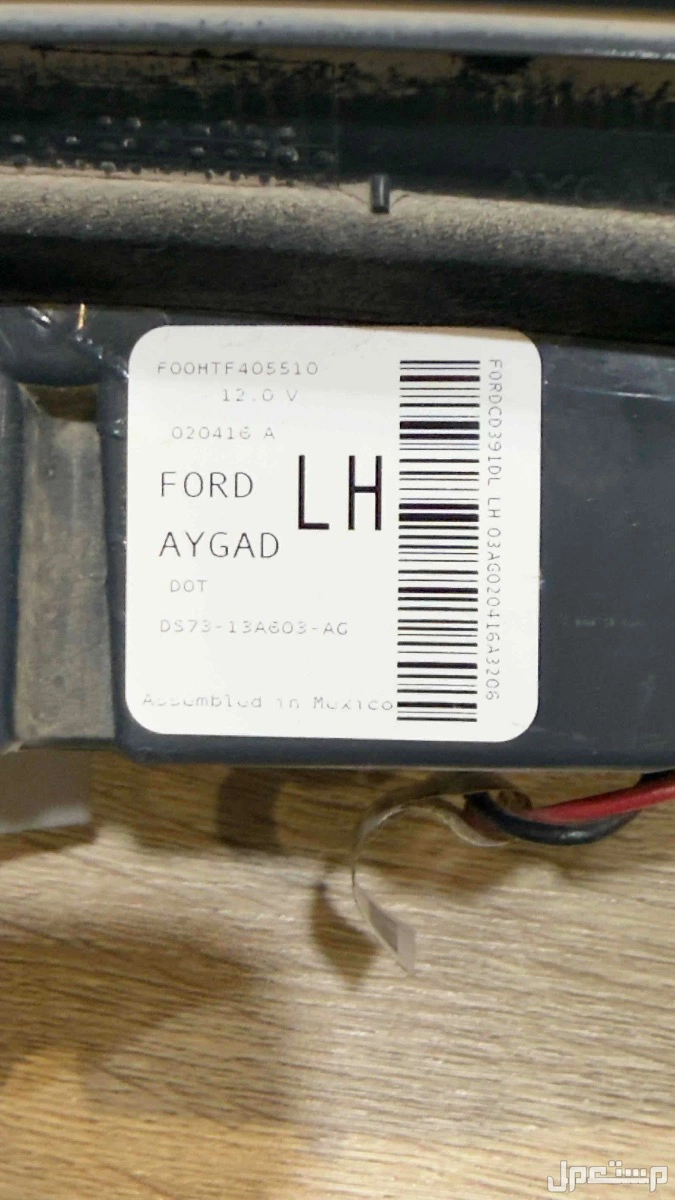 F00HTF405510
12.0 V
020416 A
FORD
LH
AYGAD
DOT
DS73-13A603-AG
Assembled in Mexico
FORDCD391DL LH 03AG020416A3206
مستعمل